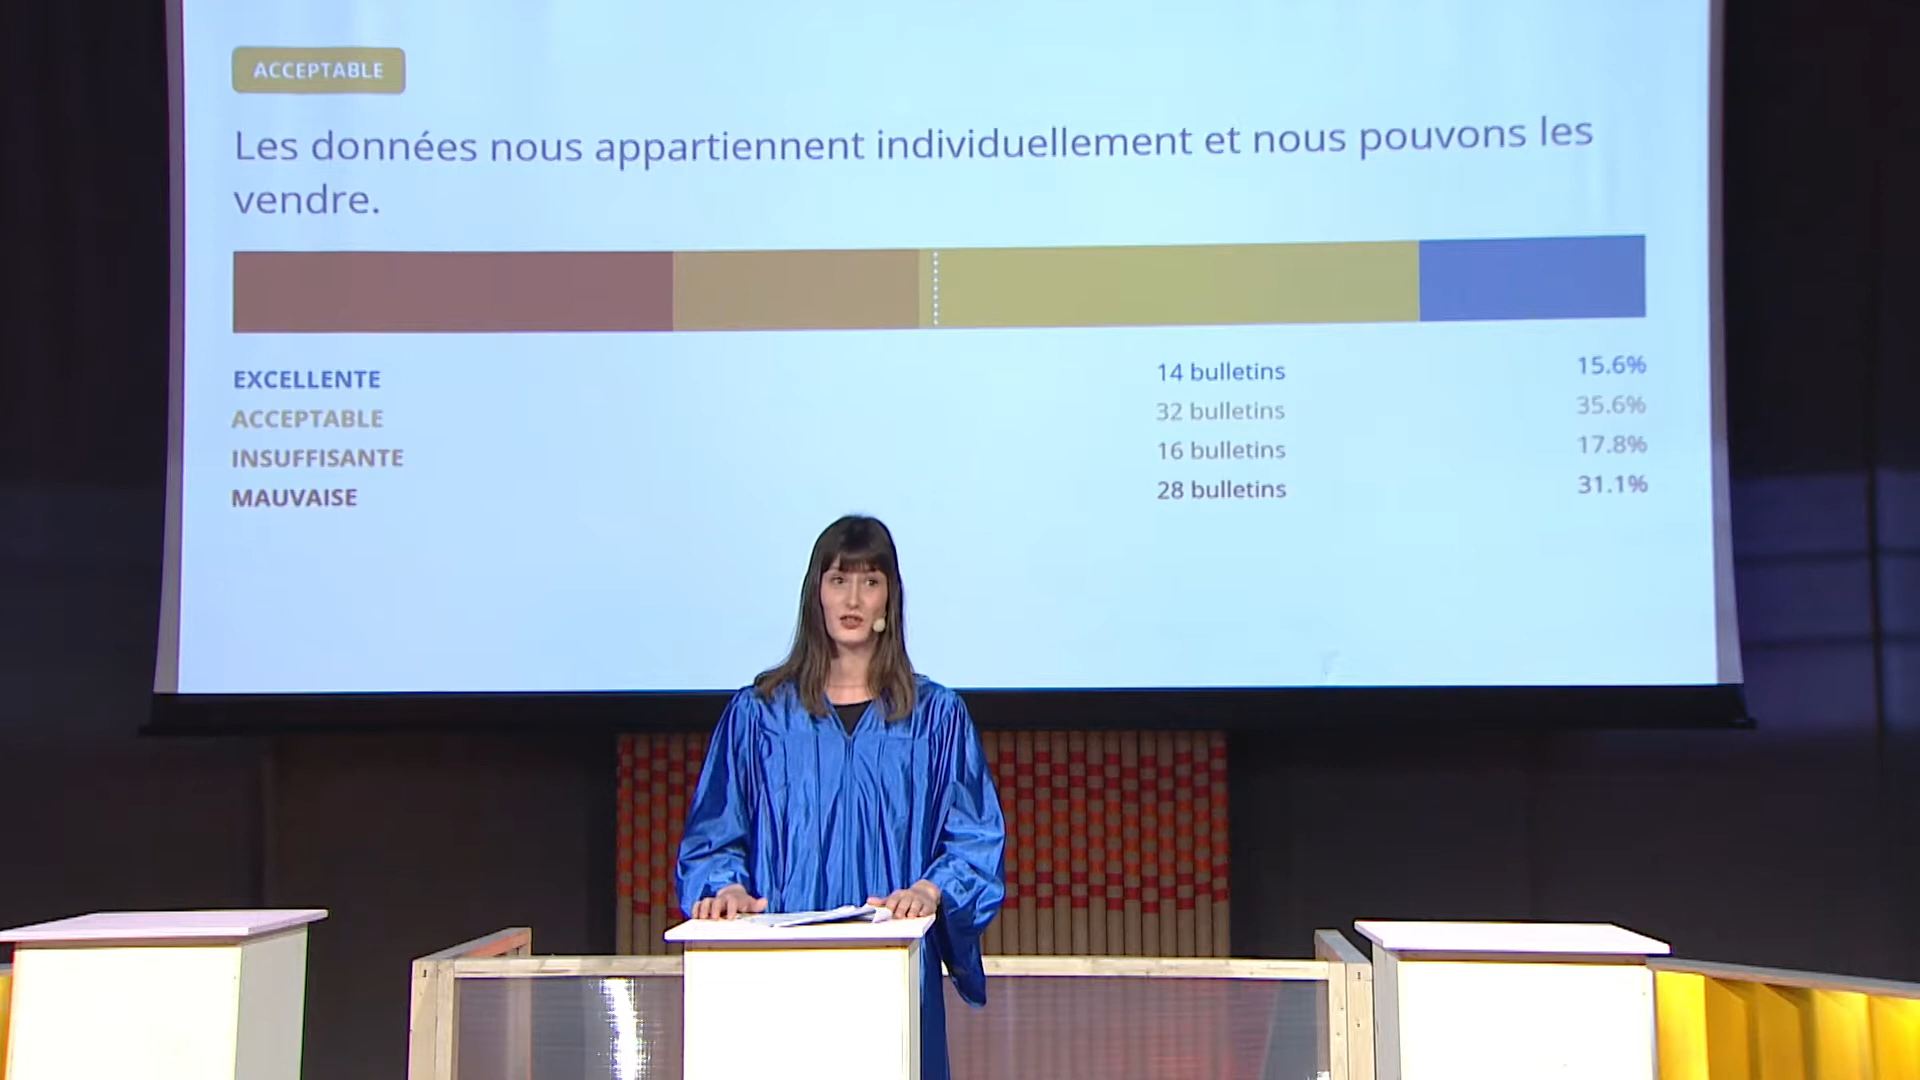 ACCEPTABLE
Les données nous appartiennent individuellement et nous pouvons les
vendre.
EXCELLENTE 14 bulletins 15.6%
ACCEPTABLE 32 bulletins 35.6%
INSUFFISANTE 16 bulletins 17.8%
MAUVAISE 28 bulletins 31.1%